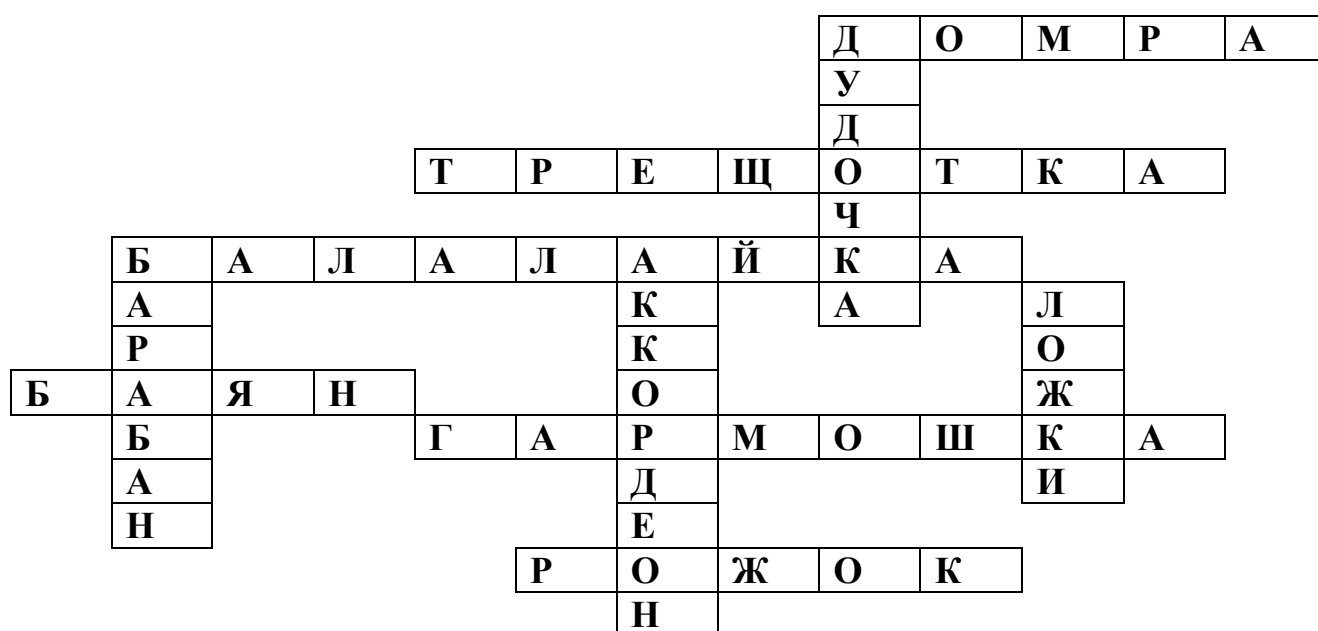 Д О М Р А
У
Д
Т Р Е Щ О Т К А
Ч
Б А Л А Л А Й К А
А К А Л
Р К О
Б А Я Н О Ж
Б Г А Р М О Ш К А
А Д И
Н Е
Р О Ж О К
Н